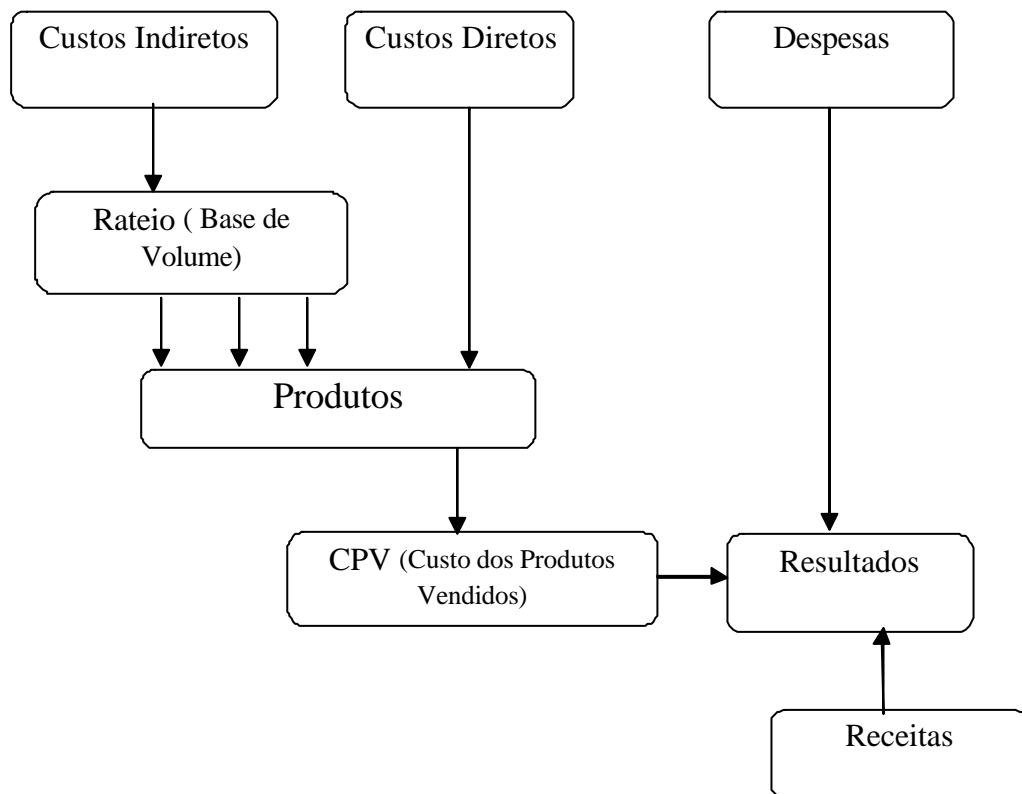 Custos Indiretos
Custos Diretos
Despesas
Rateio ( Base de
Volume)
Produtos
CPV (Custo dos Produtos
Vendidos)
Resultados
Receitas